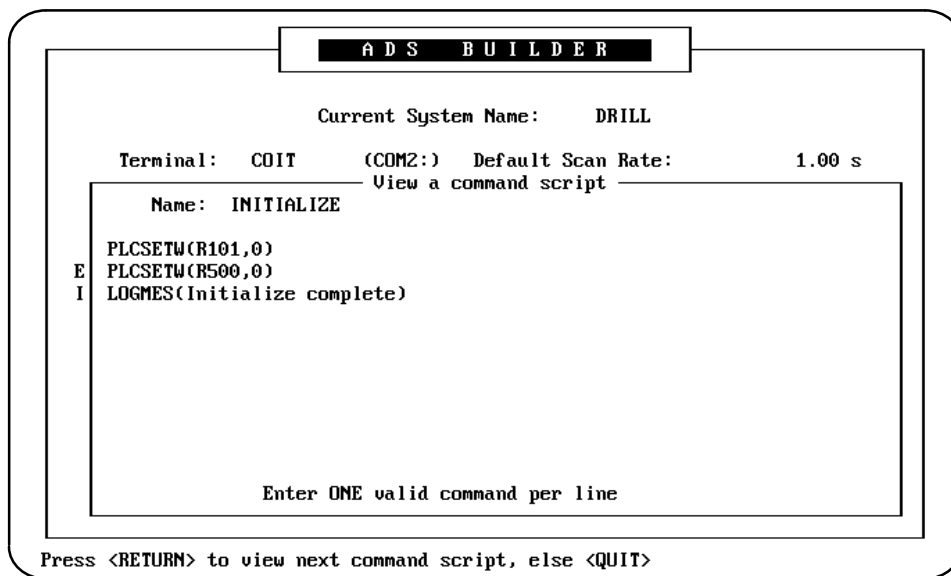 ADS BUILDER
Current System Name: DRILL
Terminal: COIT (COM2:) Default Scan Rate: 1.00 s
View a command script
Name: INITIALIZE
PLCSETW(R101,0)
E PLCSETW(R500,0)
I LOGMES(Initialize complete)
Enter ONE valid command per line
Press <RETURN> to view next command script, else <QUIT>